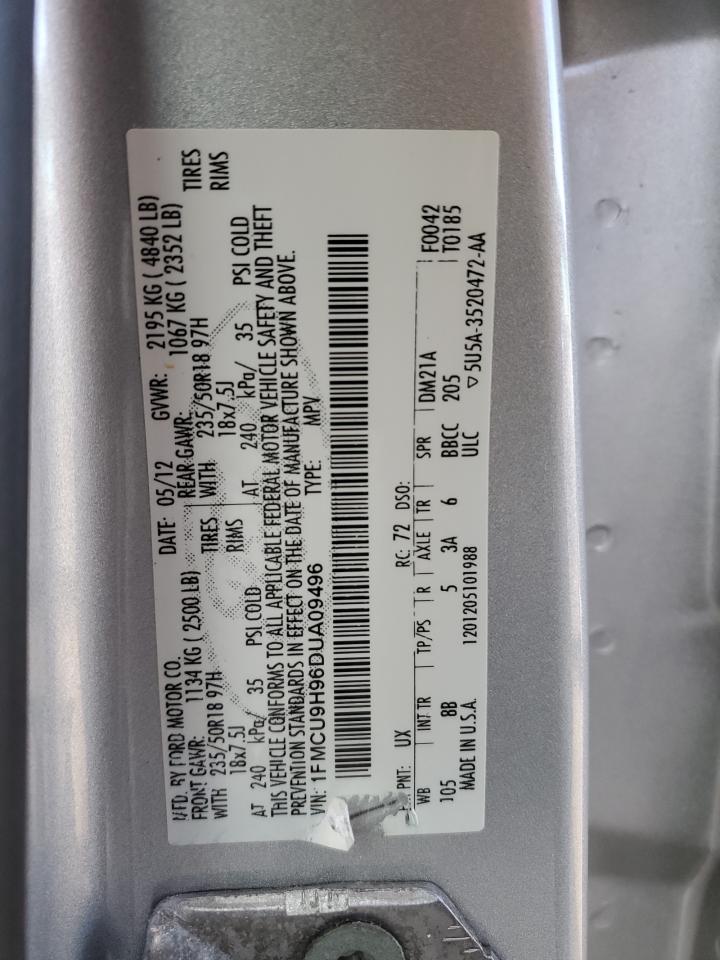 MFD. BY FORD MOTOR CO.
DATE: 05/12 GVWR: 2195 KG ( 4840 LB)
FRONT GAWR: 1134 KG ( 2500 LB) REAR GAWR: 1067 KG ( 2352 LB)
WITH 235/50R18 97H TIRES WITH 235/50R18 97H TIRES
18x7.5J RIMS 18x7.5J RIMS
AT 240 kPa/ 35 PSI COLD AT 240 kPa/ 35 PSI COLD
THIS VEHICLE CONFORMS TO ALL APPLICABLE FEDERAL MOTOR VEHICLE SAFETY AND THEFT
PREVENTION STANDARDS IN EFFECT ON THE DATE OF MANUFACTURE SHOWN ABOVE.
VIN: 1FMCU9H96DUA09496 TYPE: MPV
PNT: UX RC: 72 DSO: F0042
WB INT TR TP/PS R AXLE TR SPR DM21A T0185
105 8B 5 3A 6 BBCC 205
MADE IN U.S.A. 1201205101988 ULC ▽5U5A-3520472-AA